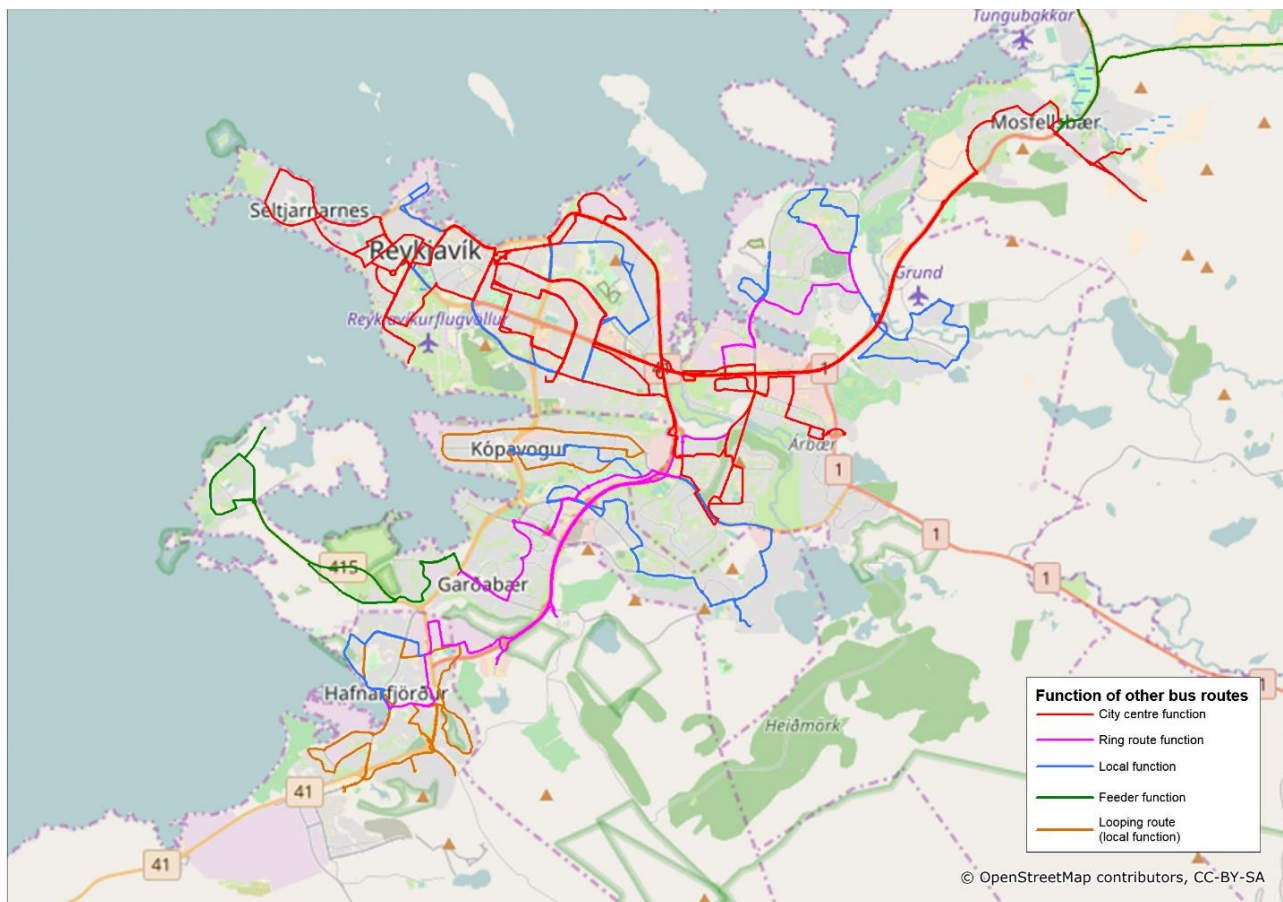 Tungubakkar
Mosfellsbær
Seltjarnarnes
Reykjavík
Grund
Reykjavíkurflugvöllur
41
1
Kópavogur
Árbær
1
1
1
415
Garðabær
Hafnarfjörður
Heiðmörk
1
41
41
Function of other bus routes
City centre function
Ring route function
Local function
Feeder function
Looping route
(local function)
© OpenStreetMap contributors, CC-BY-SA